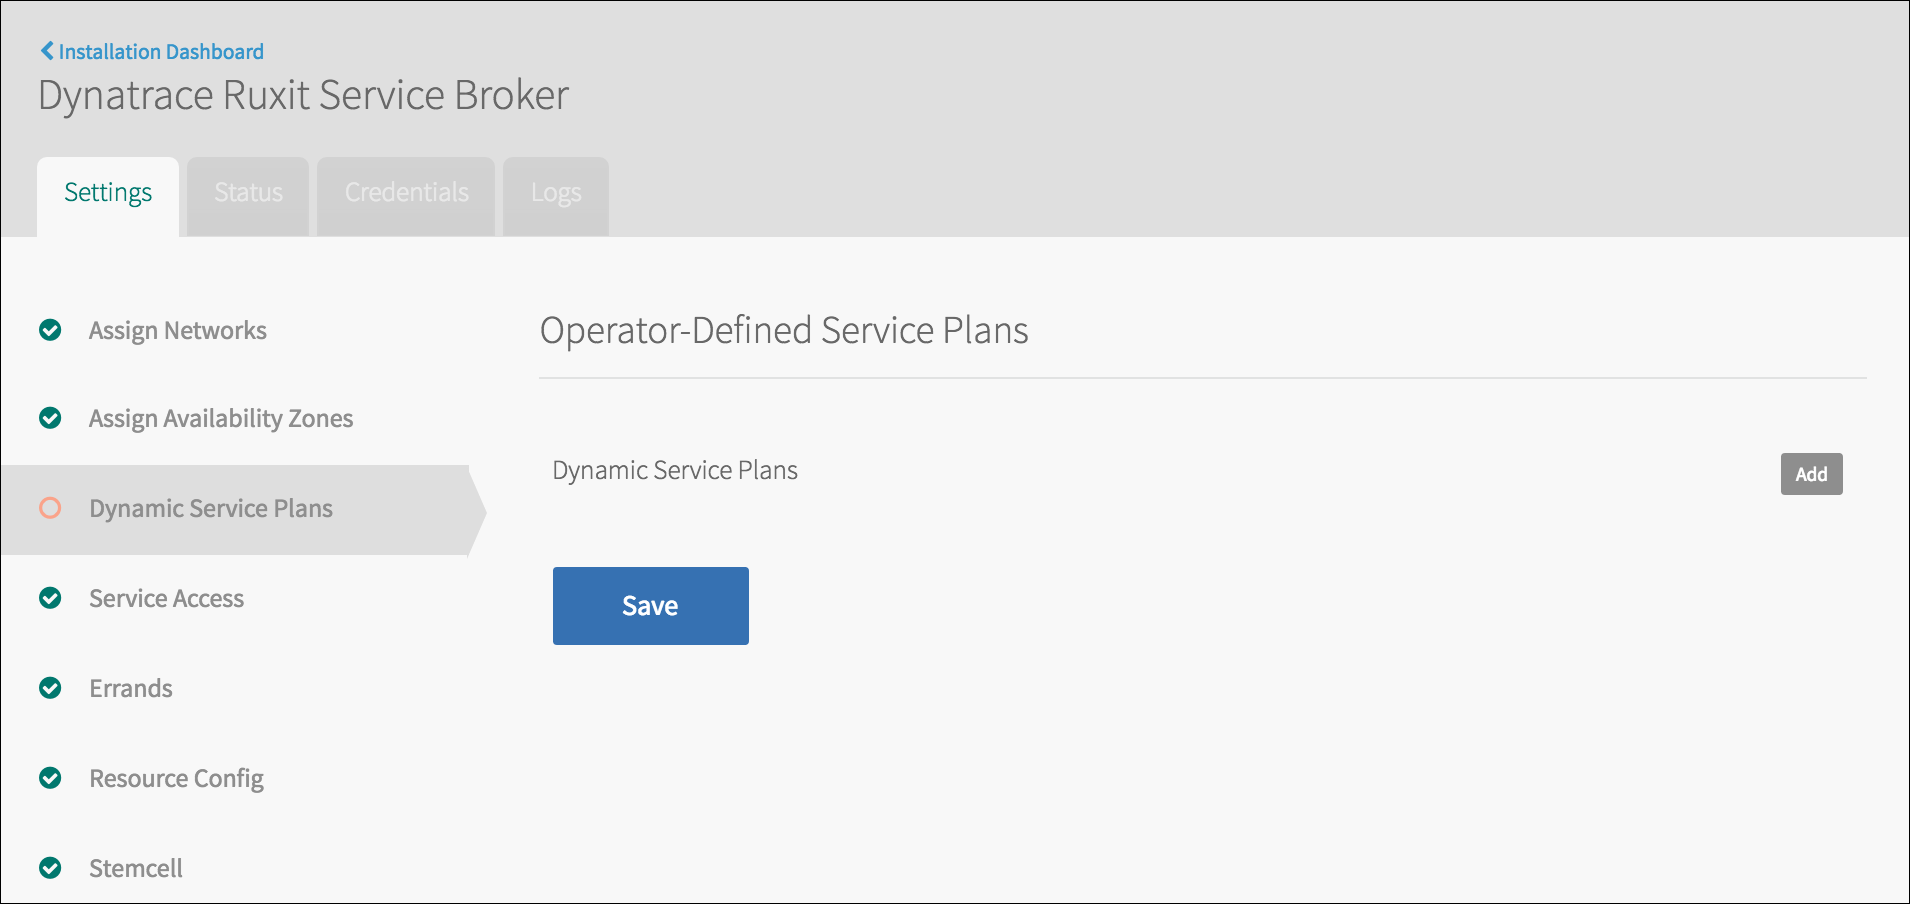 Installation Dashboard
Dynatrace Ruxit Service Broker
Settings
Status
Credentials
Logs
Assign Networks
Assign Availability Zones
Dynamic Service Plans
Service Access
Errands
Resource Config
Stemcell
Operator-Defined Service Plans
Dynamic Service Plans
Add
Save